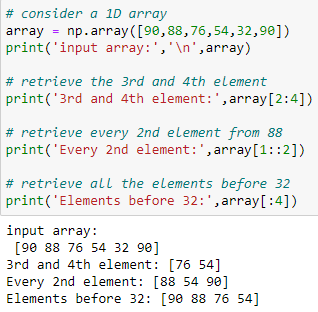 # consider a 1D array
array = np.array([90,88,76,54,32,90])
print('input array:','\n',array)
# retrieve the 3rd and 4th element
print('3rd and 4th element:',array[2:4])
# retrieve every 2nd element from 88
print('Every 2nd element:',array[1::2])
# retrieve all the elements before 32
print('Elements before 32:',array[:4])
input array:
 [90 88 76 54 32 90]
3rd and 4th element: [76 54]
Every 2nd element: [88 54 90]
Elements before 32: [90 88 76 54]